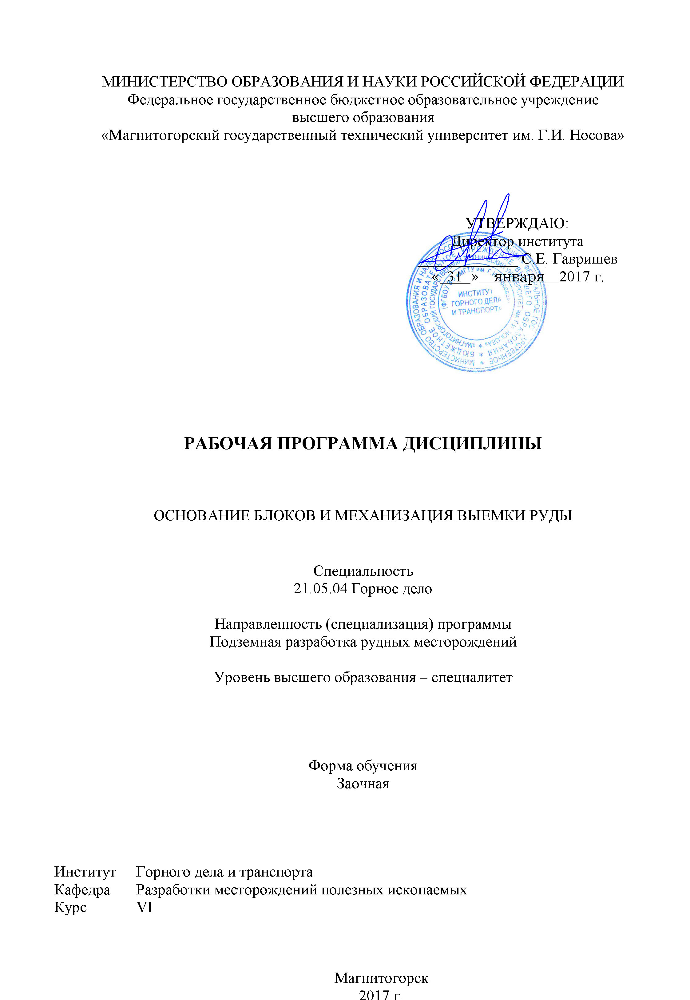 МИНИСТЕРСТВО ОБРАЗОВАНИЯ И НАУКИ РОССИЙСКОЙ ФЕДЕРАЦИИ
Федеральное государственное бюджетное образовательное учреждение
высшего образования
«Магнитогорский государственный технический университет им. Г.И. Носова»
УТВЕРЖДАЮ:
Директор института
С.Е. Гавришев
« 31 » января 2017 г.
ИНСТИТУТ
ГОРНОГО ДЕЛА
И ТРАНСПОРТА
РАБОЧАЯ ПРОГРАММА ДИСЦИПЛИНЫ
ОСНОВАНИЕ БЛОКОВ И МЕХАНИЗАЦИЯ ВЫЕМКИ РУДЫ
Специальность
21.05.04 Горное дело
Направленность (специализация) программы
Подземная разработка рудных месторождений
Уровень высшего образования – специалитет
Форма обучения
Заочная
Институт Горного дела и транспорта
Кафедра Разработки месторождений полезных ископаемых
Курс VI
Магнитогорск
2017 г.